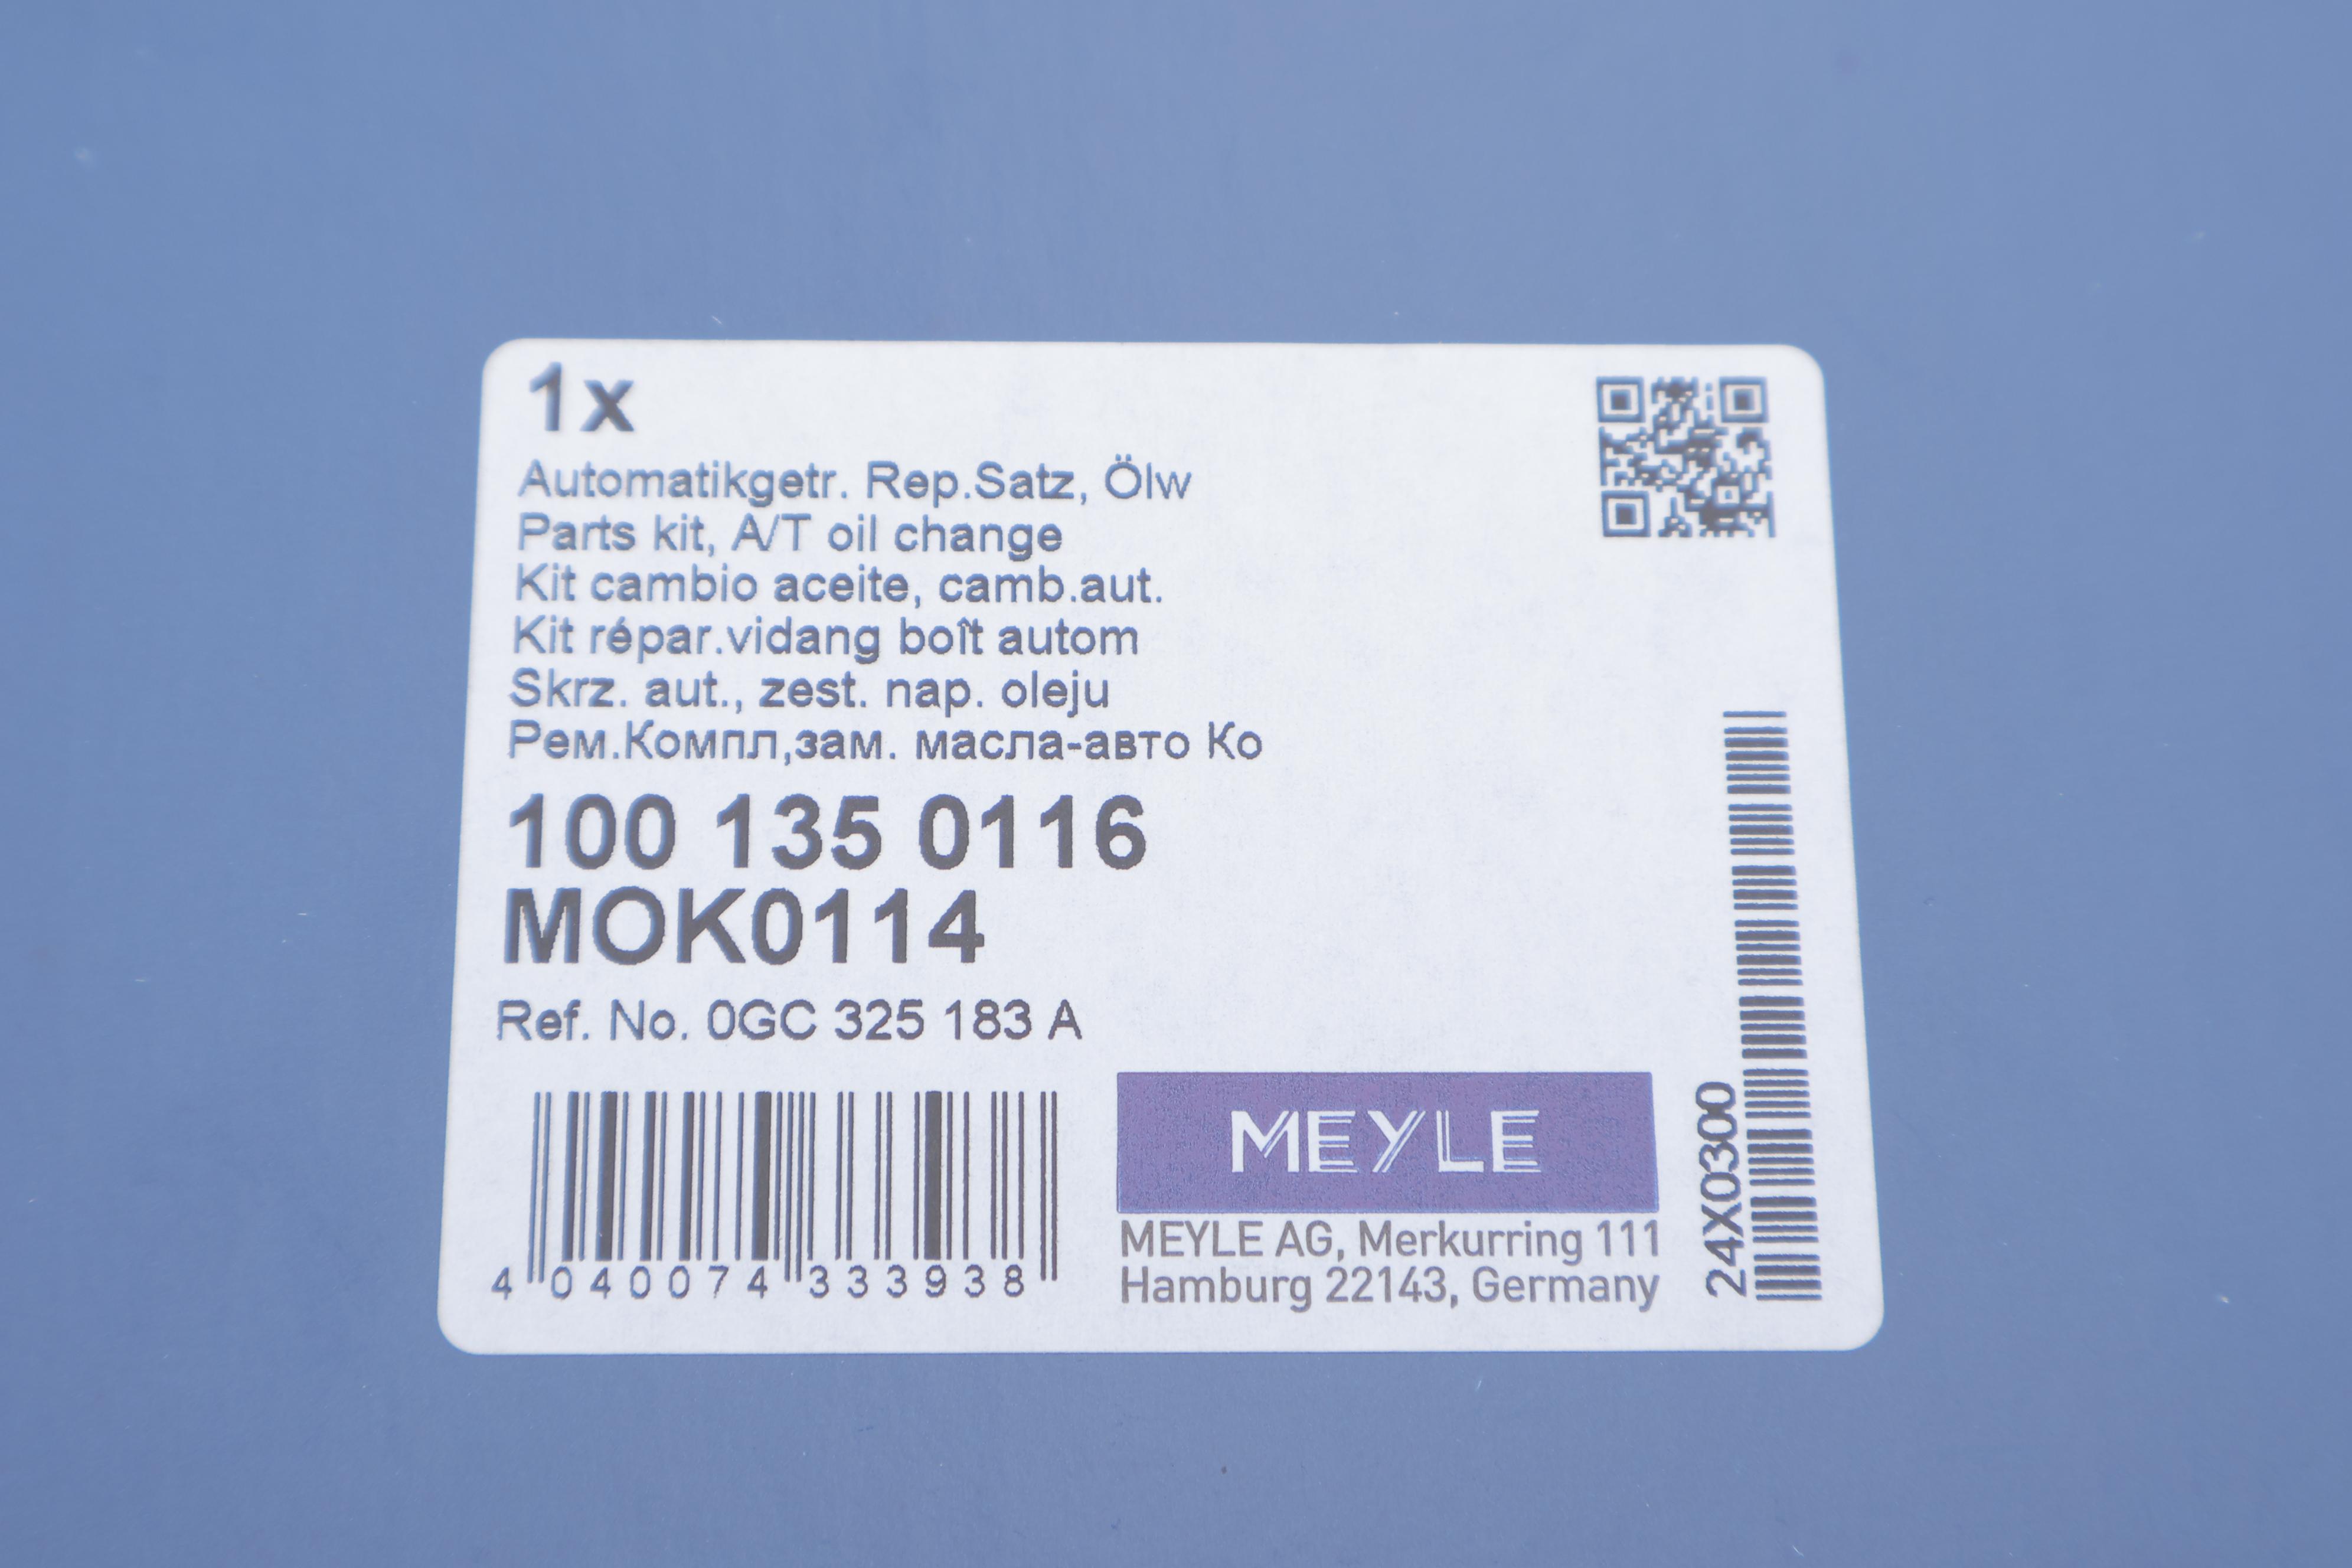 1x
Automatikgetr. Rep.Satz, Ölw
Parts kit, A/T oil change
Kit cambio aceite, camb.aut.
Kit répar.vidang boît autom
Skrz. aut., zest. nap. oleju
Рем.Компл,зам. масла-авто Ко
100 135 0116
MOK0114
Ref. No. 0GC 325 183 A
4 040074 333938
MEYLE
MEYLE AG, Merkurring 111
Hamburg 22143, Germany
24X0300